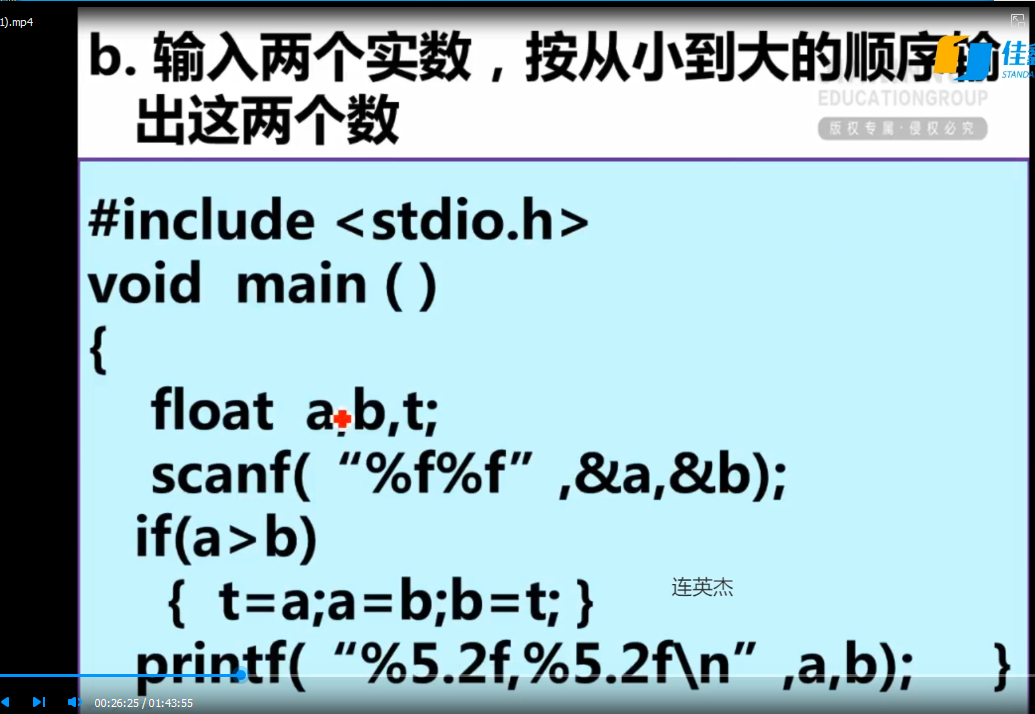 1).mp4
b. 输入两个实数，按从小到大的顺序输
出这两个数
佳
STANDA
EDUCATIONGROUP
版权专属·侵权必究
#include <stdio.h>
void main ( )
{
float a,b,t;
scanf( “%f%f” ,&a,&b);
if(a>b)
{ t=a;a=b;b=t; }
连英杰
printf( “%5.2f,%5.2f\n” ,a,b); }
00:26:25 / 01:43:55